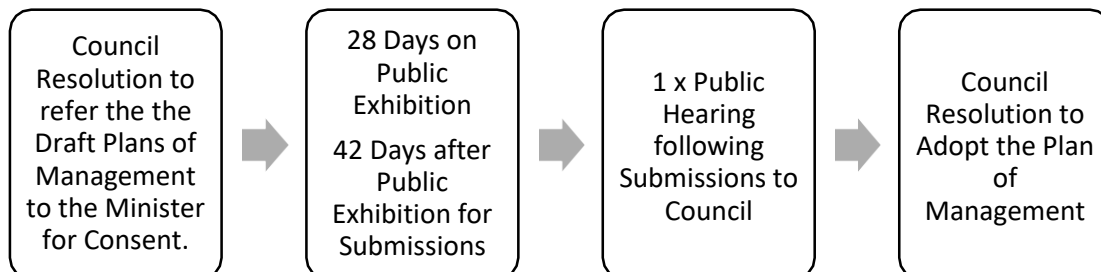 Council
Resolution to
refer the the
Draft Plans of
Management
to the Minister
for Consent.
28 Days on
Public
Exhibition
42 Days after
Public
Exhibition for
Submissions
1 x Public
Hearing
following
Submissions to
Council
Council
Resolution to
Adopt the Plan
of
Management